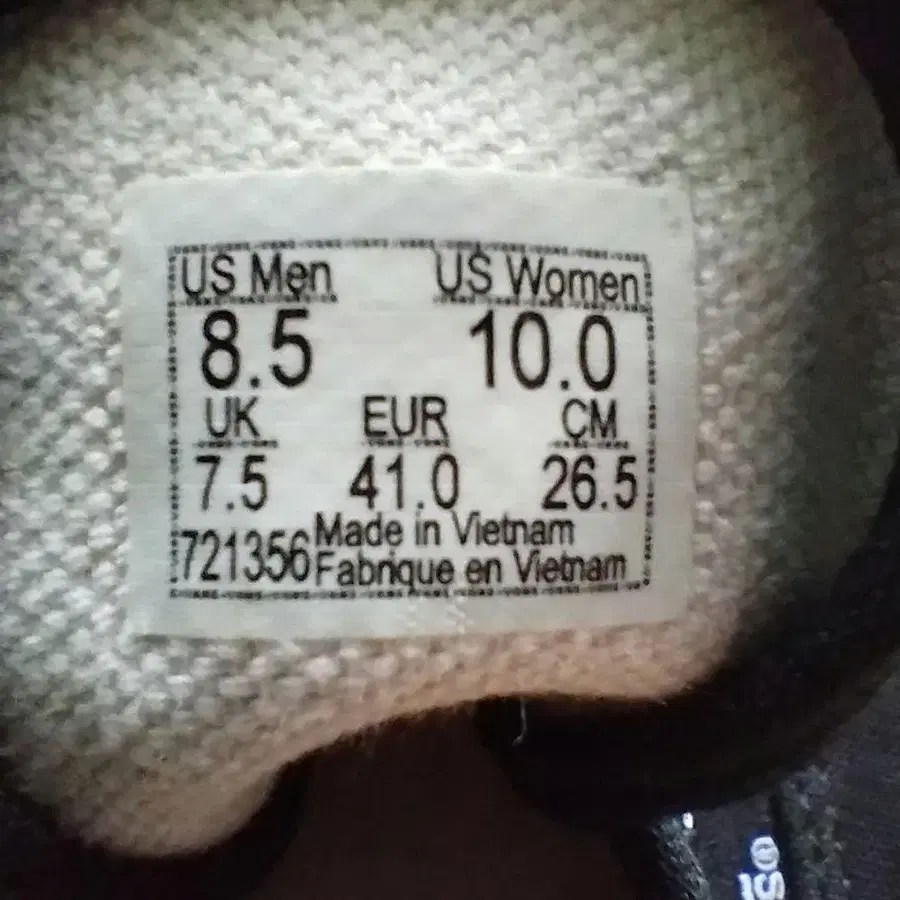 US Men US Women
8.5 10.0
UK EUR CM
7.5 41.0 26.5
721356 Made in Vietnam
Fabrique en Vietnam